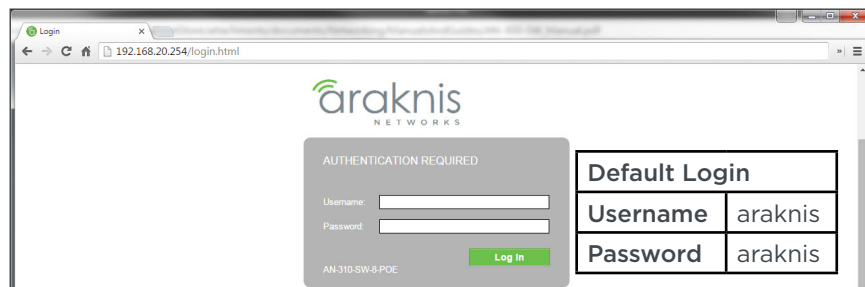 Login
192.168.20.254/login.html
araknis
NETWORKS
AUTHENTICATION REQUIRED
Username:
Password:
Log In
AN-310-SW-8-POE
Default Login
Username araknis
Password araknis